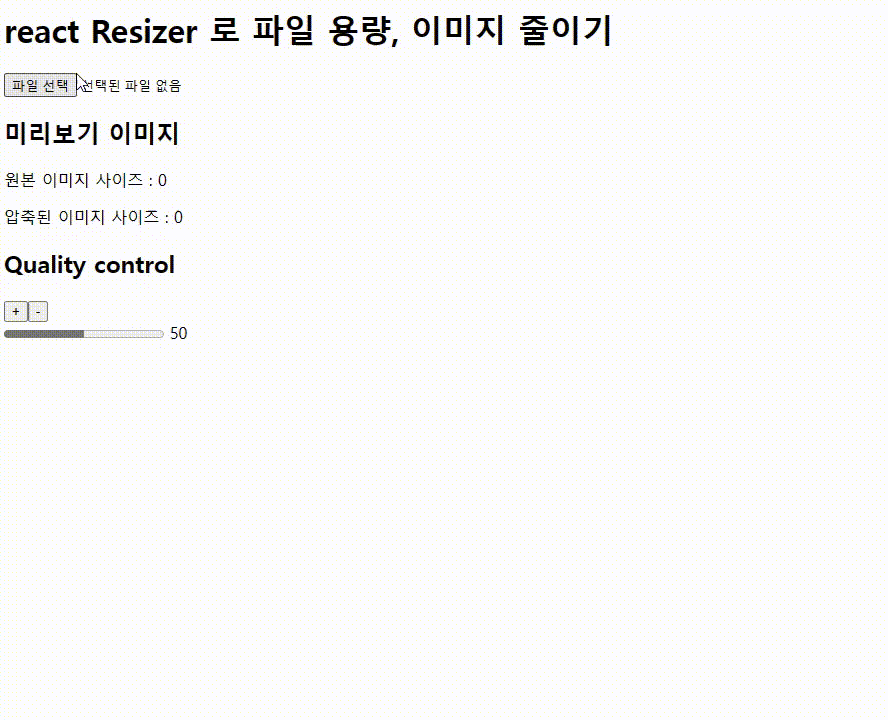 react Resizer 로 파일 용량, 이미지 줄이기
파일 선택 선택된 파일 없음
미리보기 이미지
원본 이미지 사이즈 : 0
압축된 이미지 사이즈 : 0
Quality control
+ -
50